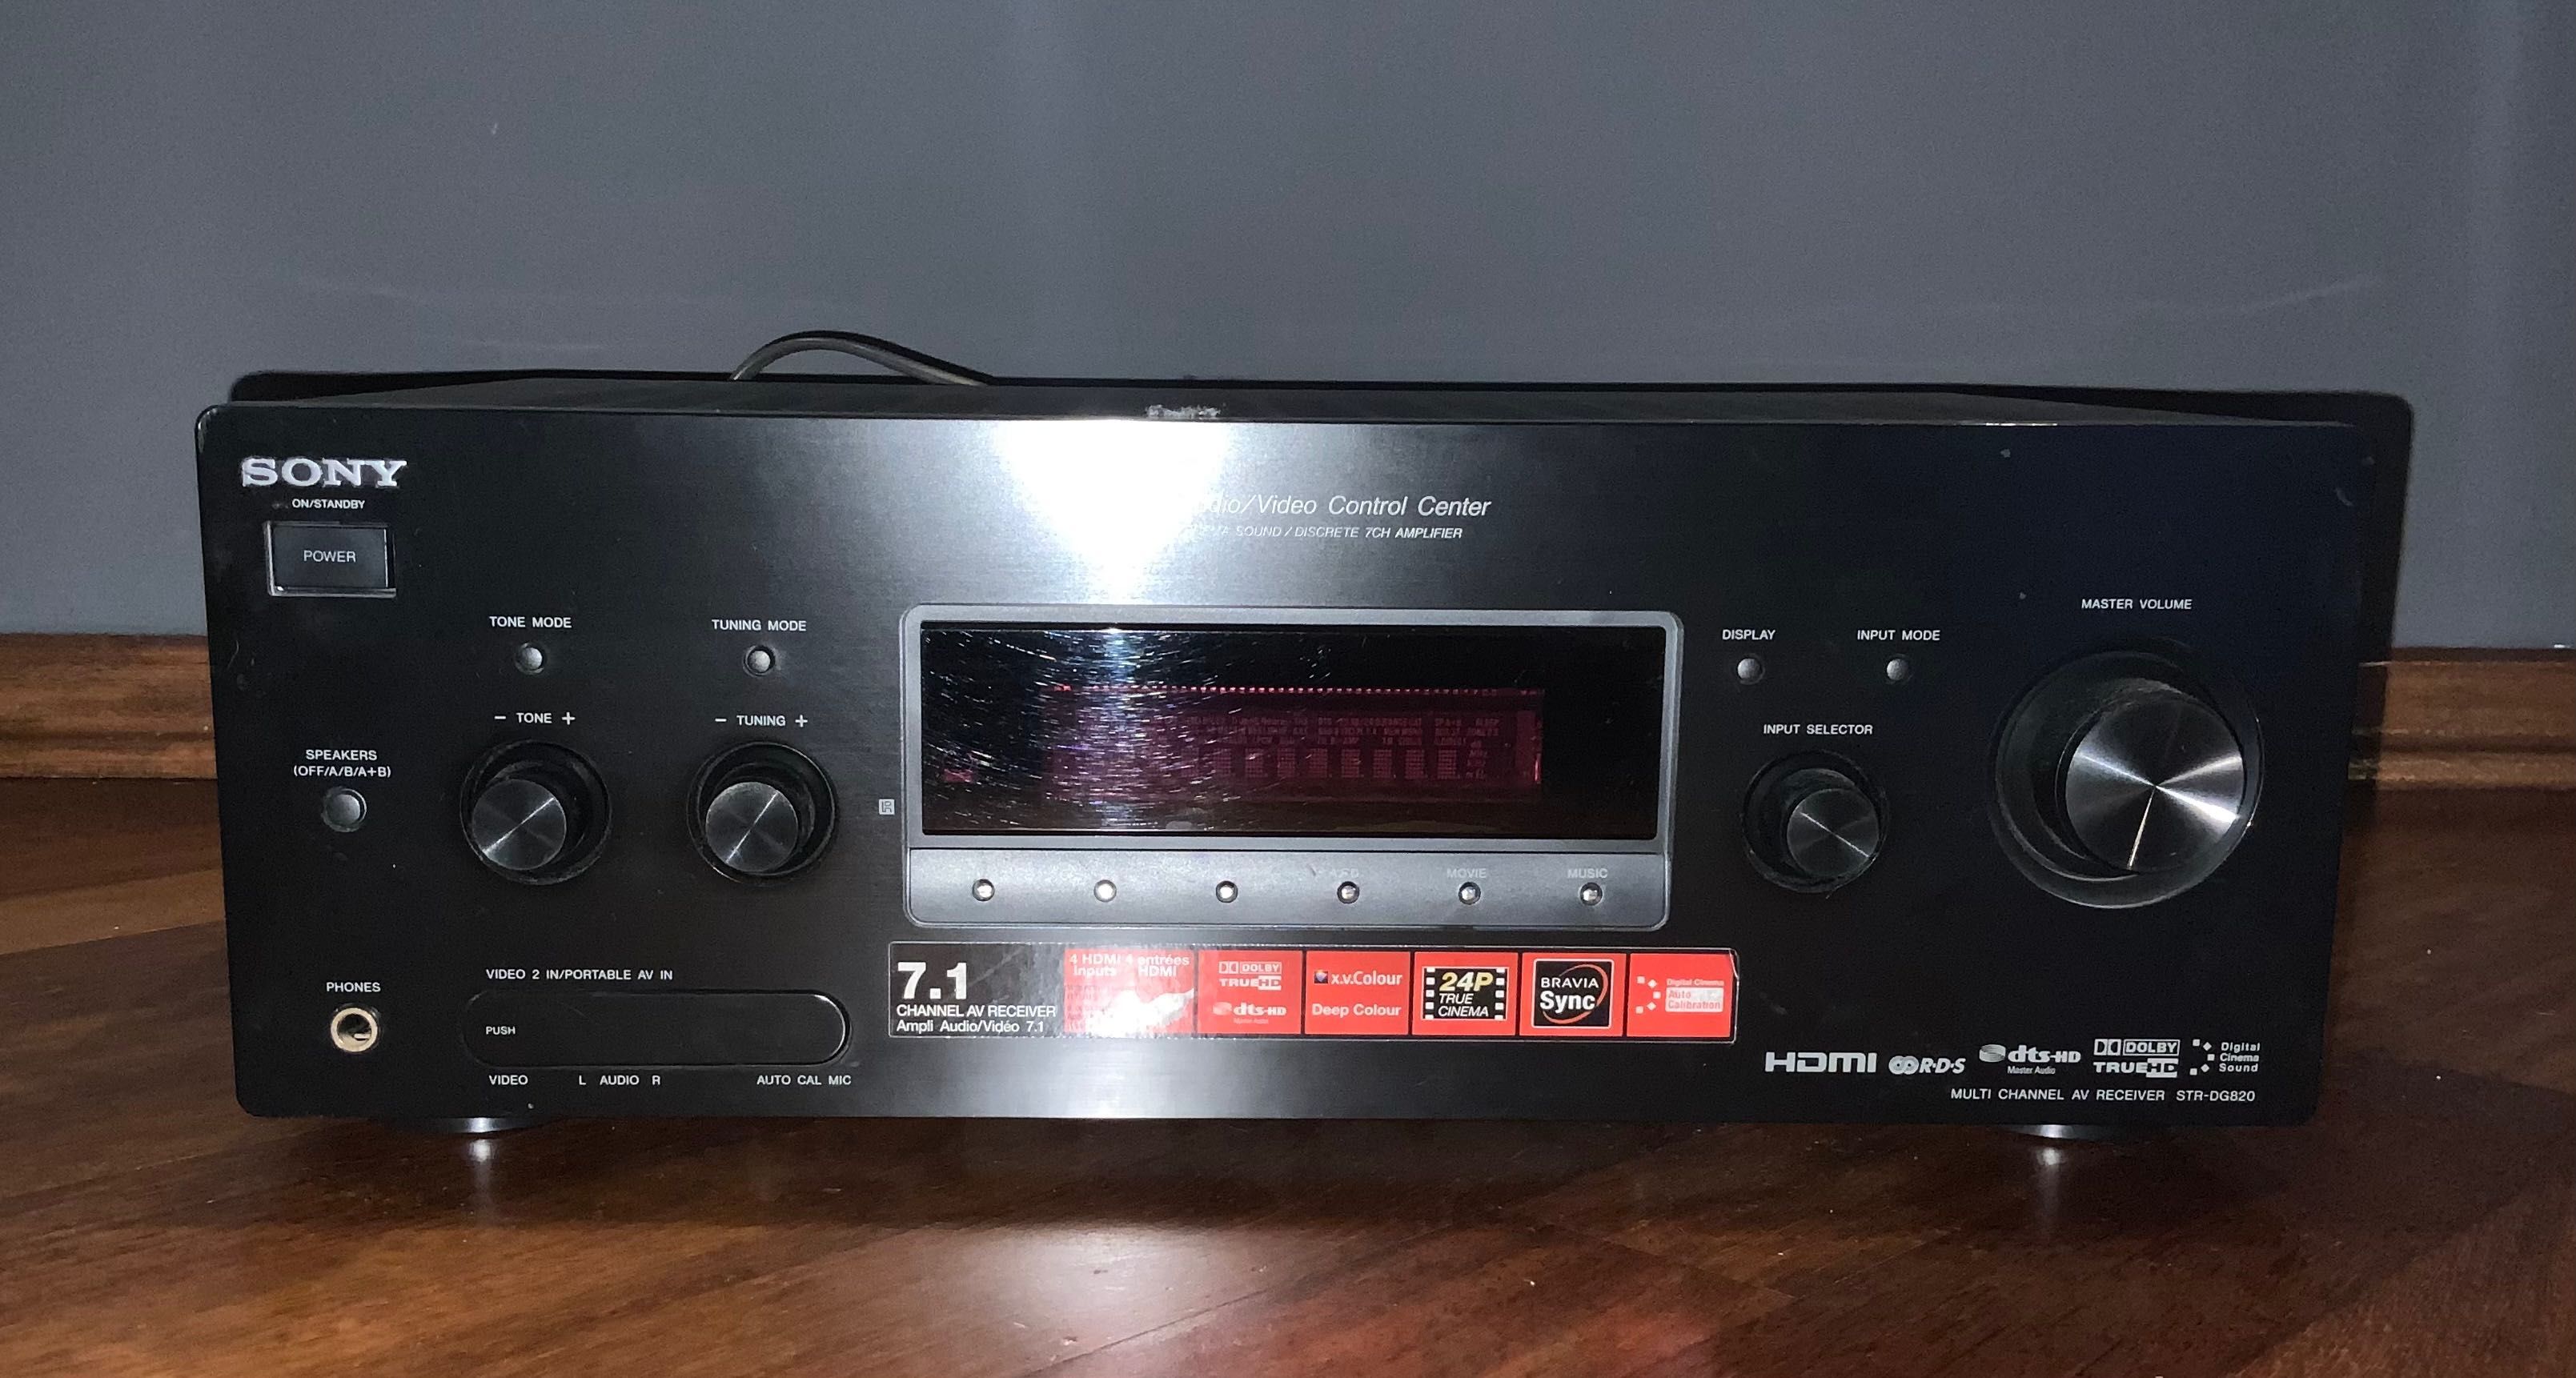 SONY
ON/STANDBY
POWER
Video Control Center
SOUND / DISCRETE 7CH AMPLIFIER
TONE MODE
TUNING MODE
DISPLAY
INPUT MODE
MASTER VOLUME
− TONE +
− TUNING +
INPUT SELECTOR
SPEAKERS
(OFF/A/B/A+B)
MOVIE
MUSIC
PHONES
VIDEO 2 IN/PORTABLE AV IN
PUSH
VIDEO
L AUDIO R
AUTO CAL MIC
7.1
CHANNEL AV RECEIVER
Ampli Audio/Vidéo 7.1
4 HDMI
Inputs
4 entrées
HDMI
DOLBY
TRUEHD
dts-HD
Master Audio
x.v.Colour
Deep Colour
24P
TRUE
CINEMA
BRAVIA
Sync
Digital Cinema
Auto
Calibration
HDMI
R·D·S
dts-HD
Master Audio
DOLBY
TRUEHD
Digital
Cinema
Sound
MULTI CHANNEL AV RECEIVER STR-DG820